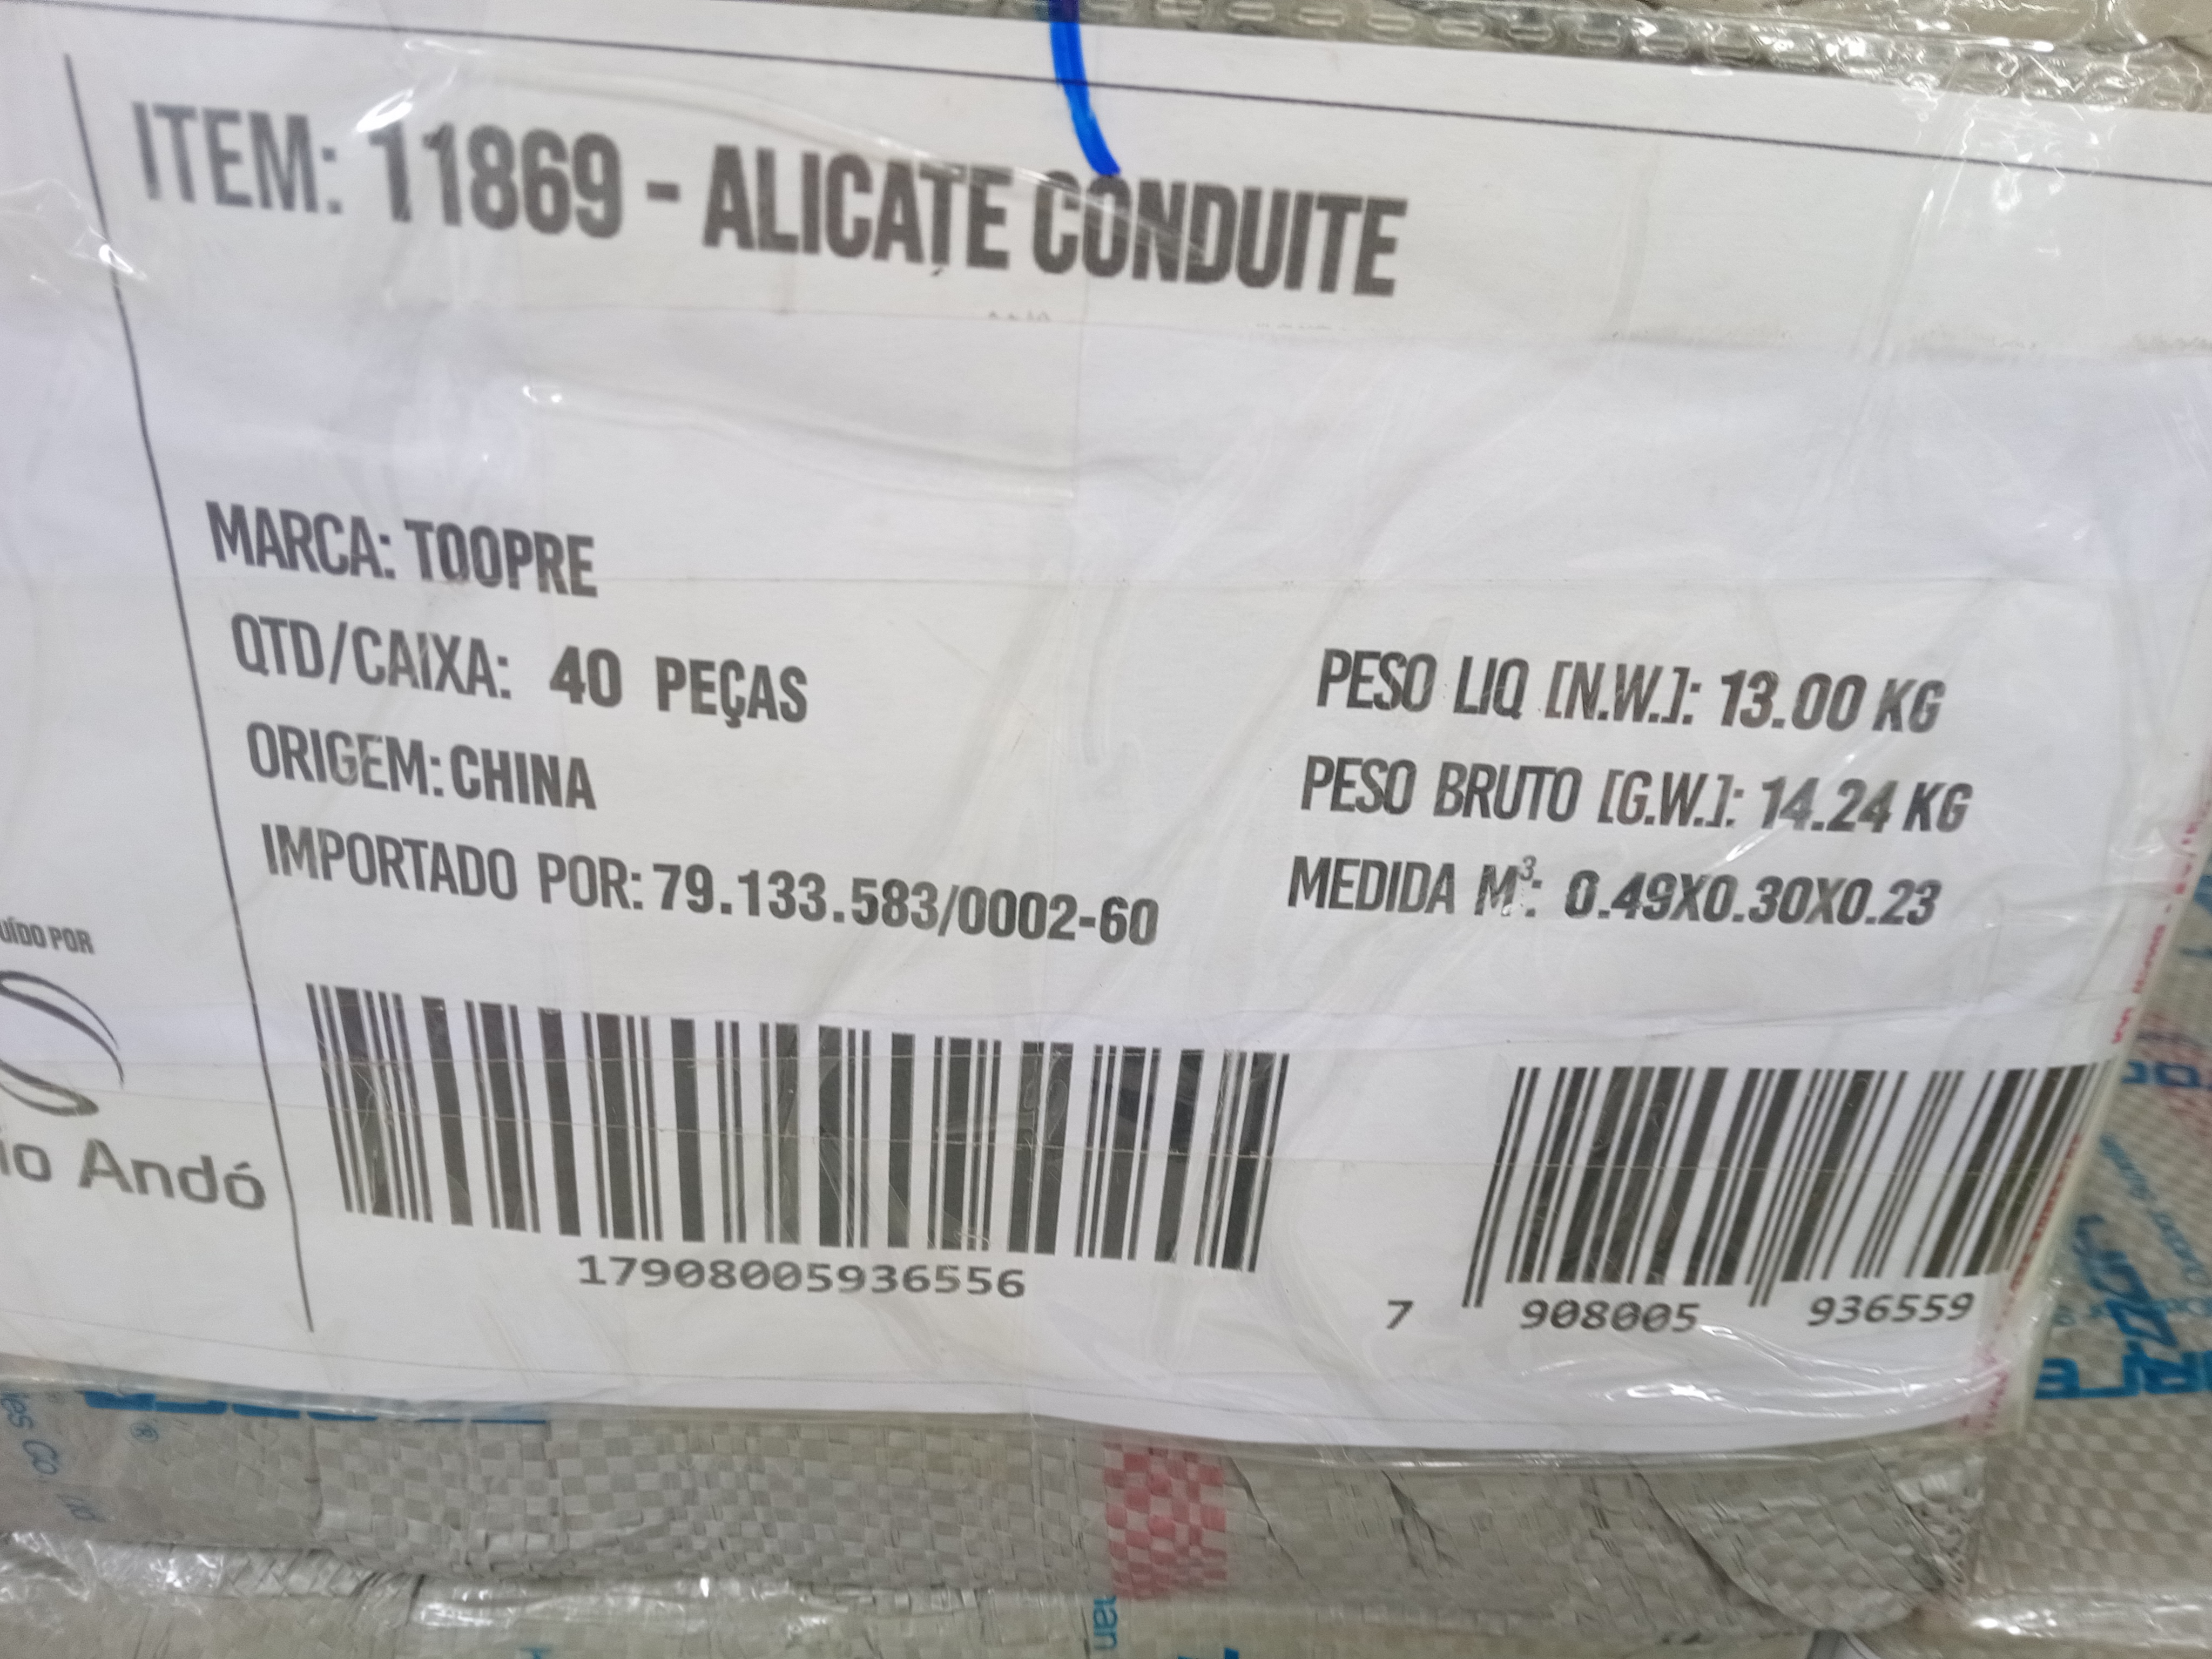 ITEM: 11869 - ALICATE CONDUITE
MARCA: TOOPRE
QTD/CAIXA: 40 PEÇAS
ORIGEM: CHINA
IMPORTADO POR: 79.133.583/0002-60
PESO LIQ [N.W.]: 13.00 KG
PESO BRUTO [G.W.]: 14.24 KG
MEDIDA M³: 0.49X0.30X0.23
UÍDO POR
io Andó
17908005936556
7 908005 936559